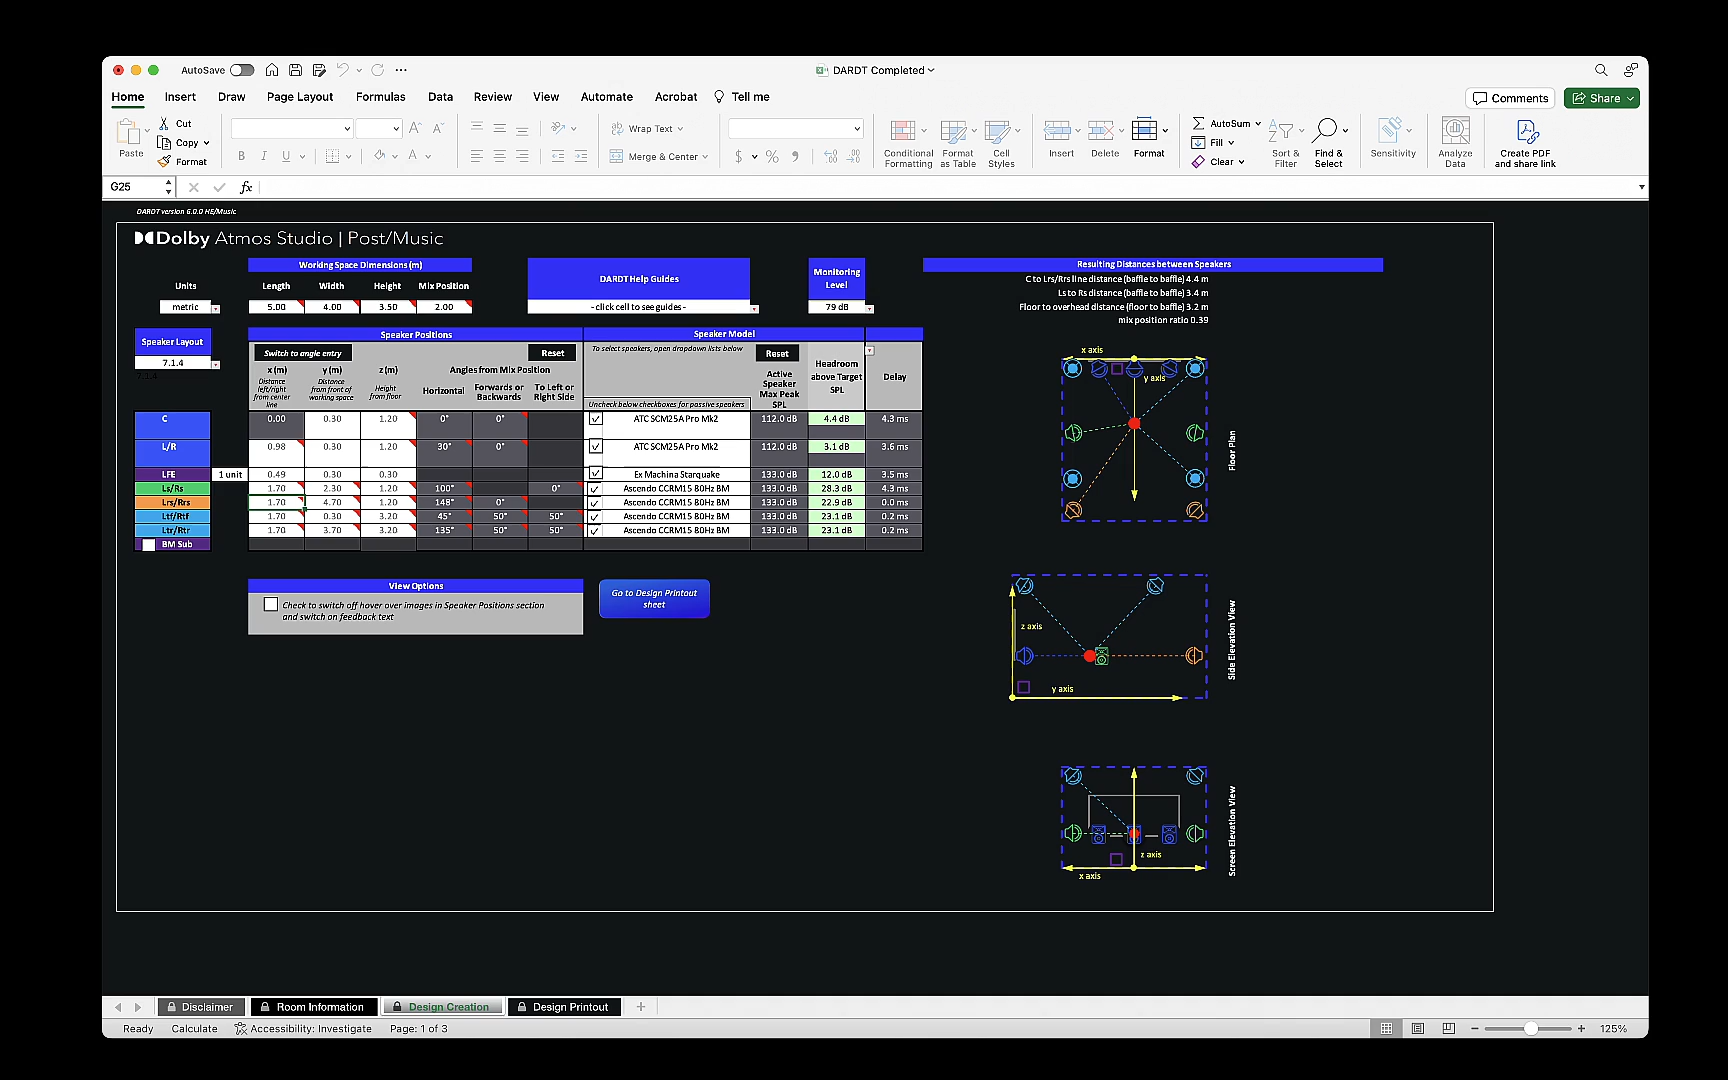 AutoSave
DARDT Completed
Home Insert Draw Page Layout Formulas Data Review View Automate Acrobat Tell me
Comments Share
Paste
Cut
Copy
Format
B I U
A A
A
Wrap Text
Merge & Center
$ %
Conditional Formatting
Format as Table
Cell Styles
Insert
Delete
Format
AutoSum
Fill
Clear
Sort & Filter
Find & Select
Sensitivity
Analyze Data
Create PDF and share link
G25 fx
DARDT version 6.0.0 HE/Music
Dolby Atmos Studio | Post/Music
Working Space Dimensions (m)
Units Length Width Height Mix Position
metric 5.00 4.00 3.50 2.00
DARDT Help Guides
- click cell to see guides -
Monitoring Level
79 dB
Resulting Distances between Speakers
C to Lrs/Rrs line distance (baffle to baffle) 4.4 m
Ls to Rs distance (baffle to baffle) 3.4 m
Floor to overhead distance (floor to baffle) 3.2 m
mix position ratio 0.39
Speaker Layout
7.1.4
7.1.4
Speaker Positions
Switch to angle entry
Reset
x (m) y (m) z (m) Angles from Mix Position
Distance left/right from center line
Distance from front of working space
Height from floor
Horizontal
Forwards or Backwards
To Left or Right Side
Speaker Model
To select speakers, open dropdown lists below
Reset
Uncheck below checkboxes for passive speakers
Active Speaker Max Peak SPL
Headroom above Target SPL
Delay
C 0.00 0.30 1.20 0° 0° ATC SCM25A Pro Mk2 112.0 dB 4.4 dB 4.3 ms
L/R 0.98 0.30 1.20 30° 0° ATC SCM25A Pro Mk2 112.0 dB 3.1 dB 3.6 ms
LFE 1 unit 0.49 0.30 0.30 Ex Machina Starquake 133.0 dB 12.0 dB 3.5 ms
Ls/Rs 1.70 2.30 1.20 100° 0° Ascendo CCRM15 80Hz BM 133.0 dB 28.3 dB 4.3 ms
Lrs/Rrs 1.70 4.70 1.20 148° 0° Ascendo CCRM15 80Hz BM 133.0 dB 22.9 dB 0.0 ms
Ltf/Rtf 1.70 0.30 3.20 45° 50° 50° Ascendo CCRM15 80Hz BM 133.0 dB 23.1 dB 0.2 ms
Ltr/Rtr 1.70 3.70 3.20 135° 50° 50° Ascendo CCRM15 80Hz BM 133.0 dB 23.1 dB 0.2 ms
BM Sub
View Options
Check to switch off hover over images in Speaker Positions section
and switch on feedback text
Go to Design Printout
sheet
x axis
y axis
Floor Plan
z axis
y axis
Side Elevation View
z axis
x axis
Screen Elevation View
Disclaimer Room Information Design Creation Design Printout +
Ready Calculate Accessibility: Investigate Page: 1 of 3
125%